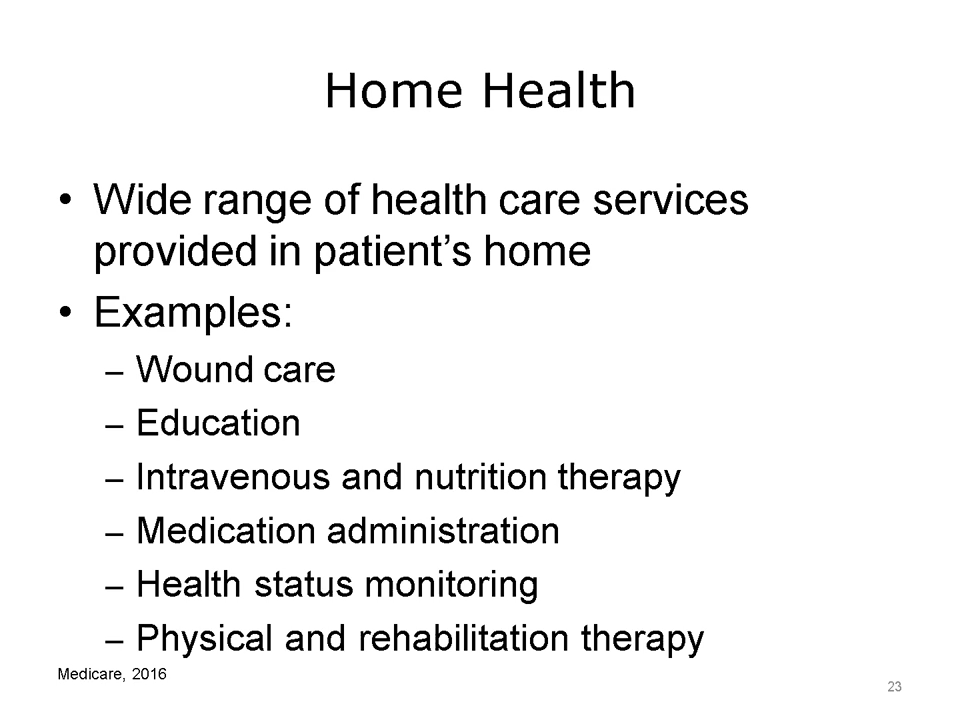 Home Health
• Wide range of health care services
provided in patient’s home
• Examples:
– Wound care
– Education
– Intravenous and nutrition therapy
– Medication administration
– Health status monitoring
– Physical and rehabilitation therapy
Medicare, 2016
23